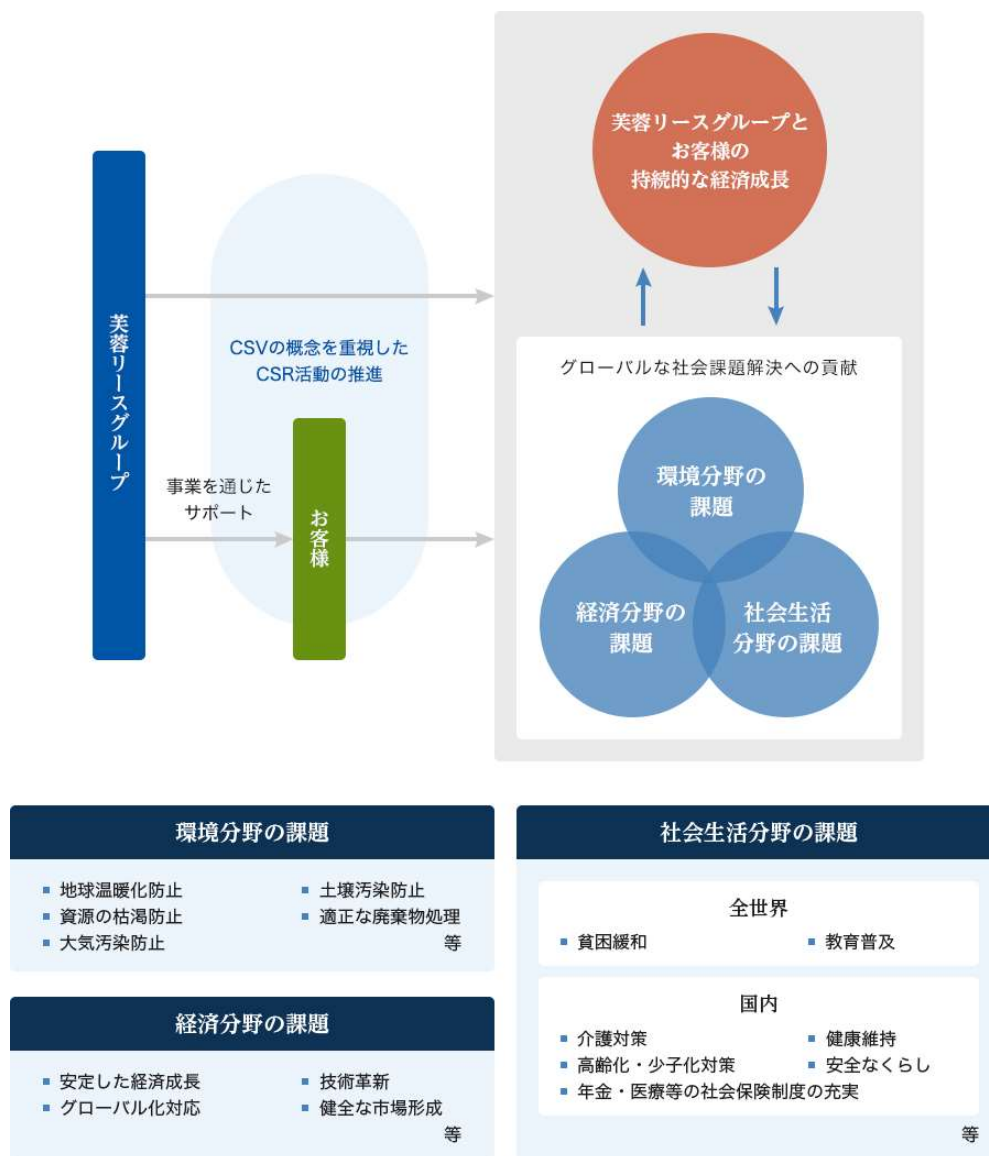 芙蓉リースグループと
お客様の
持続的な経済成長
芙蓉リースグループ
CSVの概念を重視した
CSR活動の推進
事業を通じた
サポート
お客様
グローバルな社会課題解決への貢献
環境分野の
課題
経済分野の
課題
社会生活
分野の課題
環境分野の課題
地球温暖化防止
資源の枯渇防止
大気汚染防止
土壌汚染防止
適正な廃棄物処理
等
経済分野の課題
安定した経済成長
グローバル化対応
技術革新
健全な市場形成
等
社会生活分野の課題
全世界
貧困緩和
教育普及
国内
介護対策
健康維持
高齢化・少子化対策
安全なくらし
年金・医療等の社会保険制度の充実
等